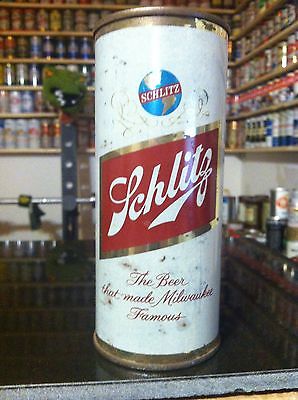 SCHLITZ
Schlitz
The Beer
that made Milwaukee
Famous